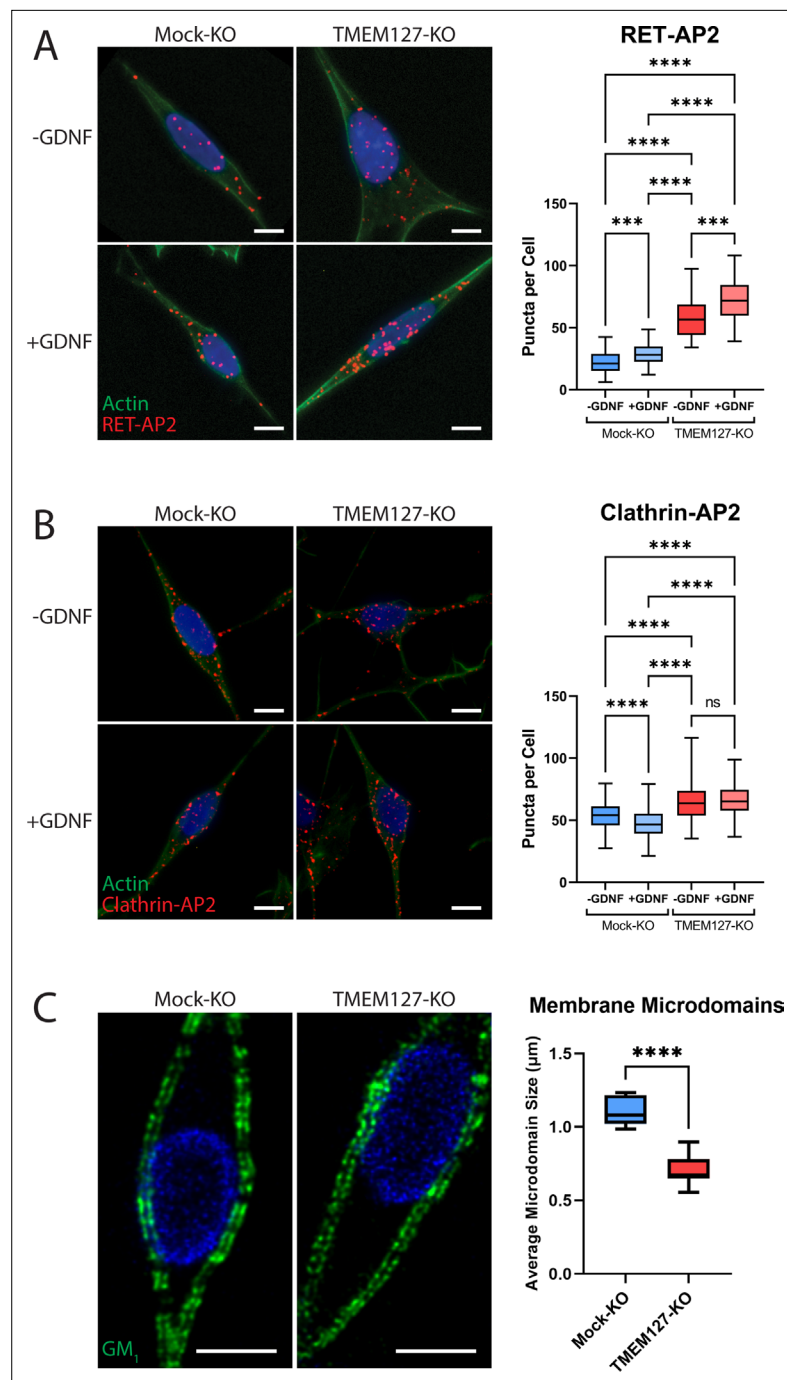 A
Mock-KO
TMEM127-KO
-GDNF
+GDNF
Actin
RET-AP2
RET-AP2
****
****
****
****
***
***
Puncta per Cell
150
100
50
0
-GDNF +GDNF -GDNF +GDNF
Mock-KO TMEM127-KO
B
Mock-KO
TMEM127-KO
-GDNF
+GDNF
Actin
Clathrin-AP2
Clathrin-AP2
****
****
****
****
****
ns
Puncta per Cell
150
100
50
0
-GDNF +GDNF -GDNF +GDNF
Mock-KO TMEM127-KO
C
Mock-KO
TMEM127-KO
GM1
Membrane Microdomains
****
Average Microdomain Size (μm)
1.5
1.0
0.5
0.0
Mock-KO
TMEM127-KO